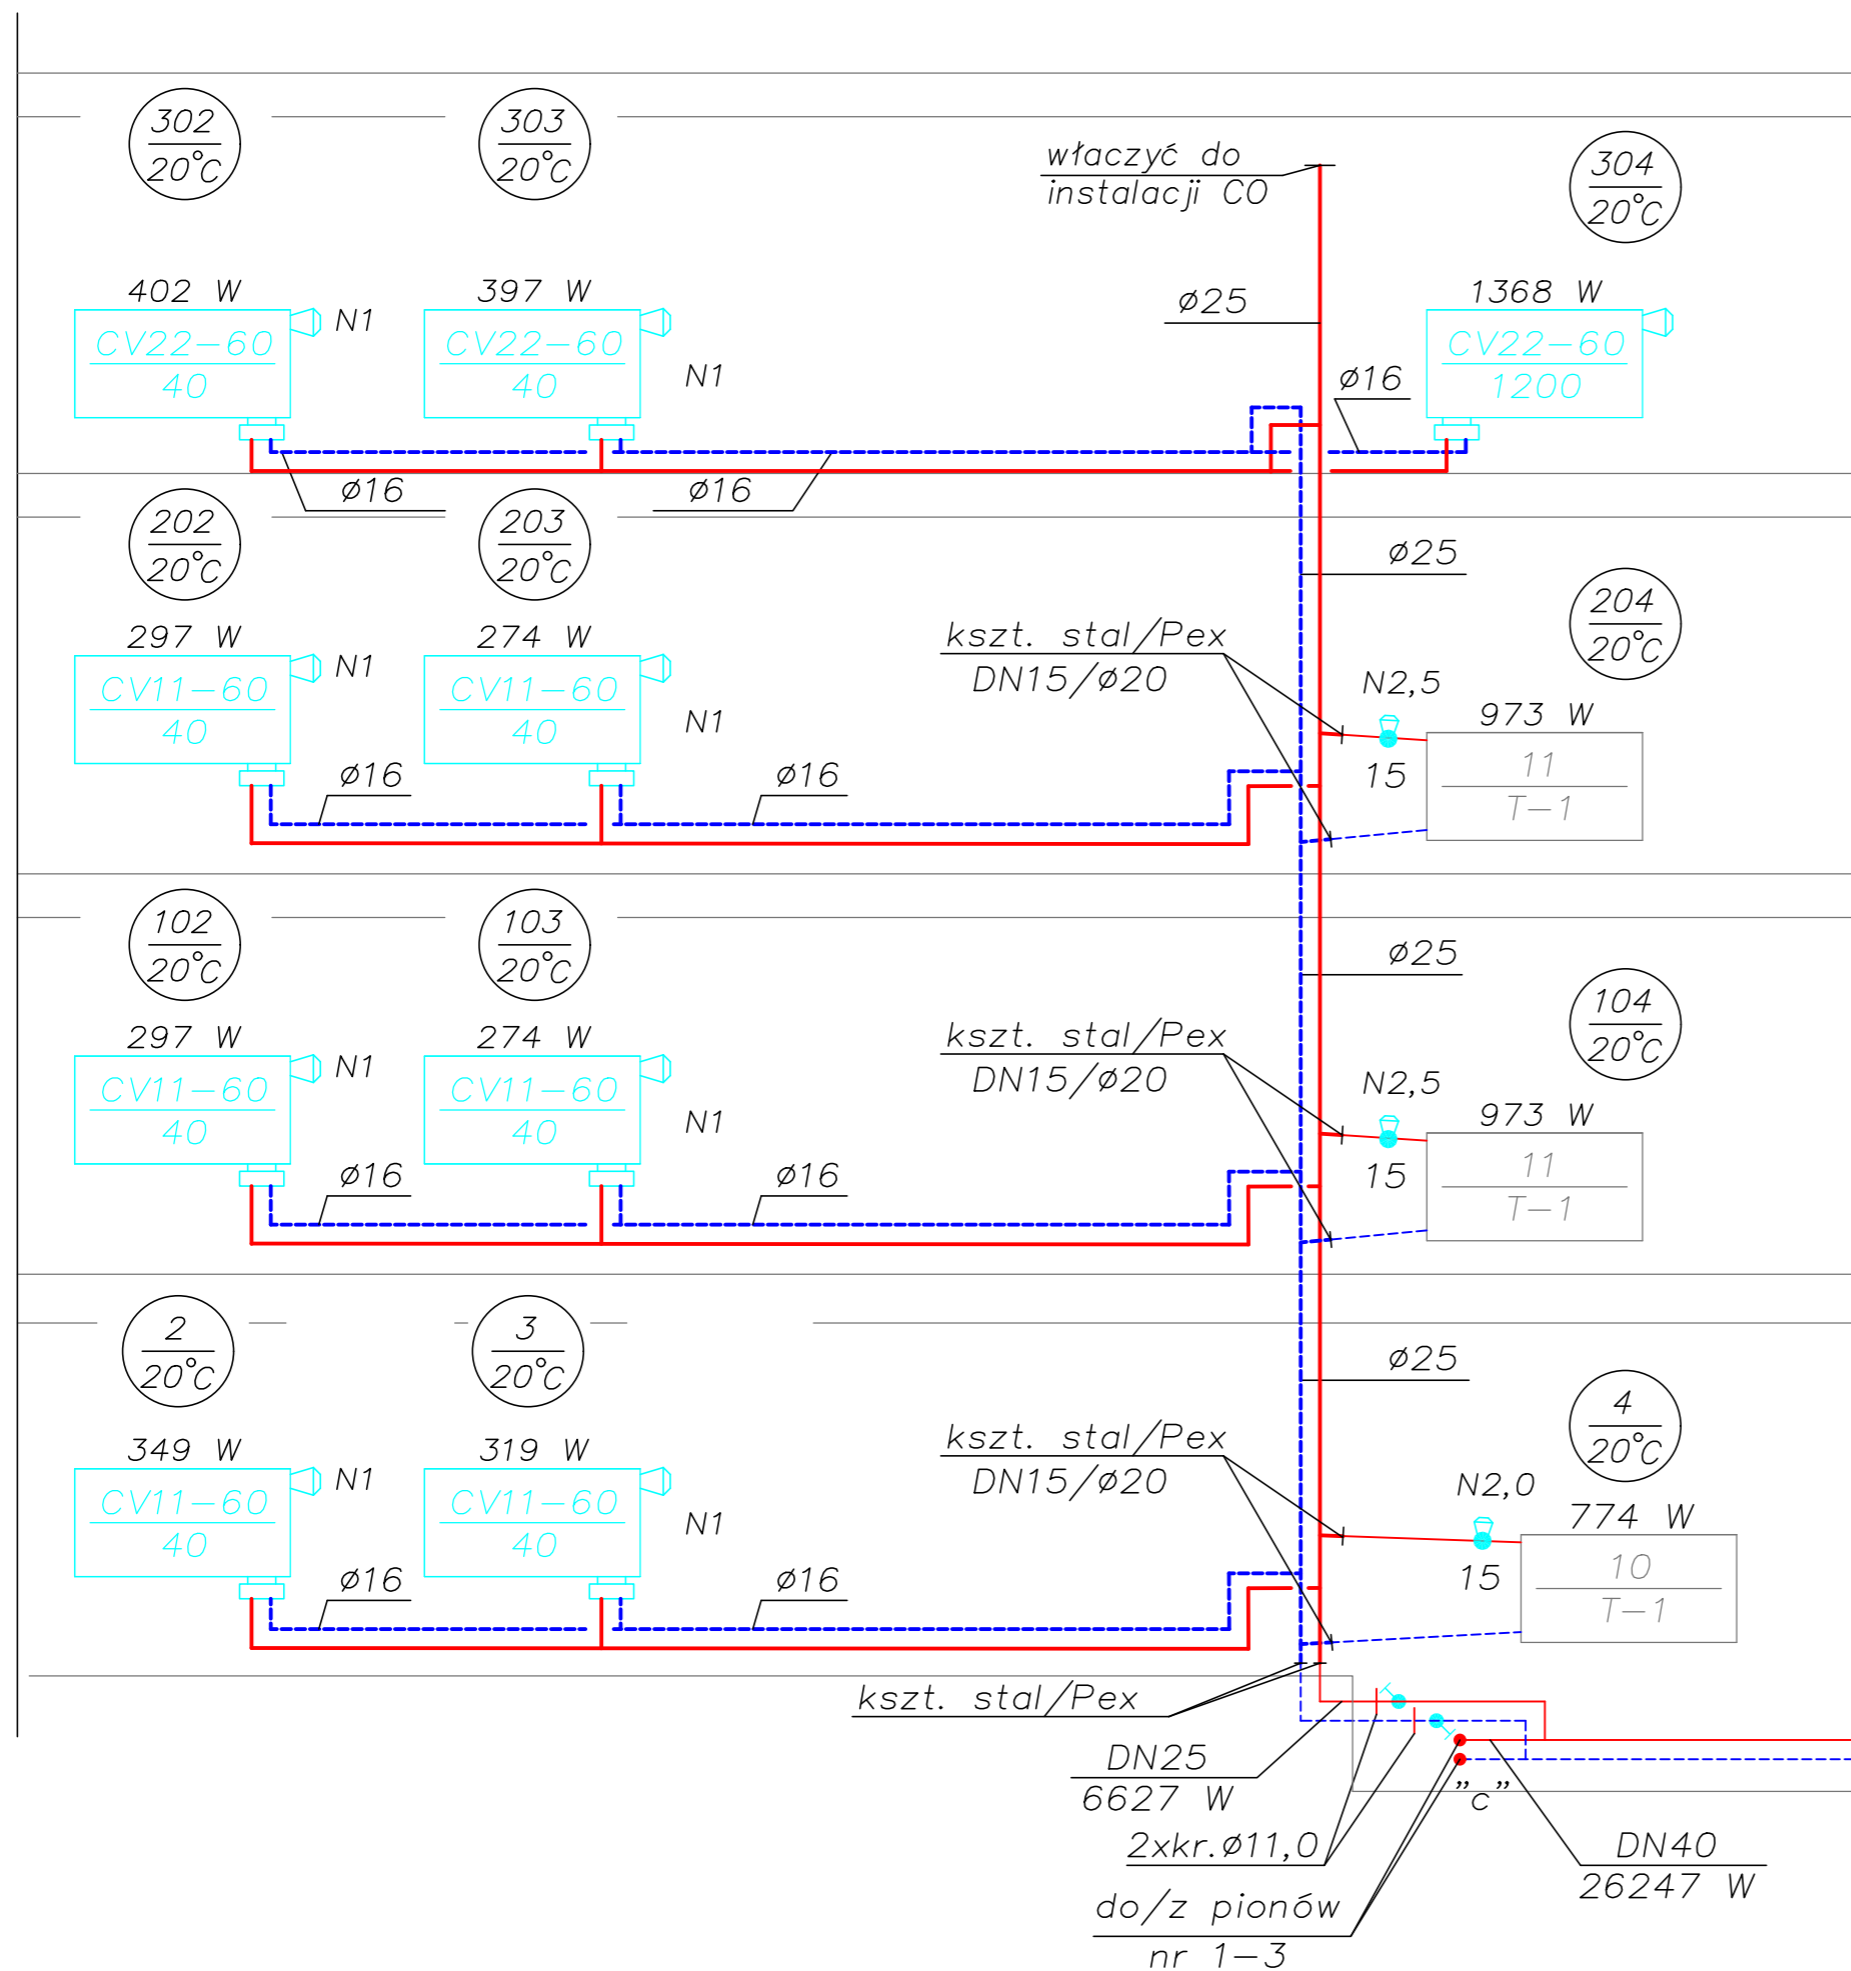 302
20°C
303
20°C
304
20°C
właczyć do
instalacji CO
402 W
N1
CV22-60
40
397 W
N1
CV22-60
40
ø25
1368 W
CV22-60
1200
ø16
ø16
ø16
202
20°C
203
20°C
204
20°C
ø25
297 W
N1
CV11-60
40
274 W
N1
CV11-60
40
kszt. stal/Pex
DN15/ø20
N2,5
15
973 W
11
T-1
ø16
ø16
102
20°C
103
20°C
104
20°C
ø25
297 W
N1
CV11-60
40
274 W
N1
CV11-60
40
kszt. stal/Pex
DN15/ø20
N2,5
15
973 W
11
T-1
ø16
ø16
2
20°C
3
20°C
4
20°C
ø25
349 W
N1
CV11-60
40
319 W
N1
CV11-60
40
kszt. stal/Pex
DN15/ø20
N2,0
15
774 W
10
T-1
ø16
ø16
kszt. stal/Pex
DN25
6627 W
"c"
2xkr.ø11,0
DN40
26247 W
do/z pionów
nr 1-3